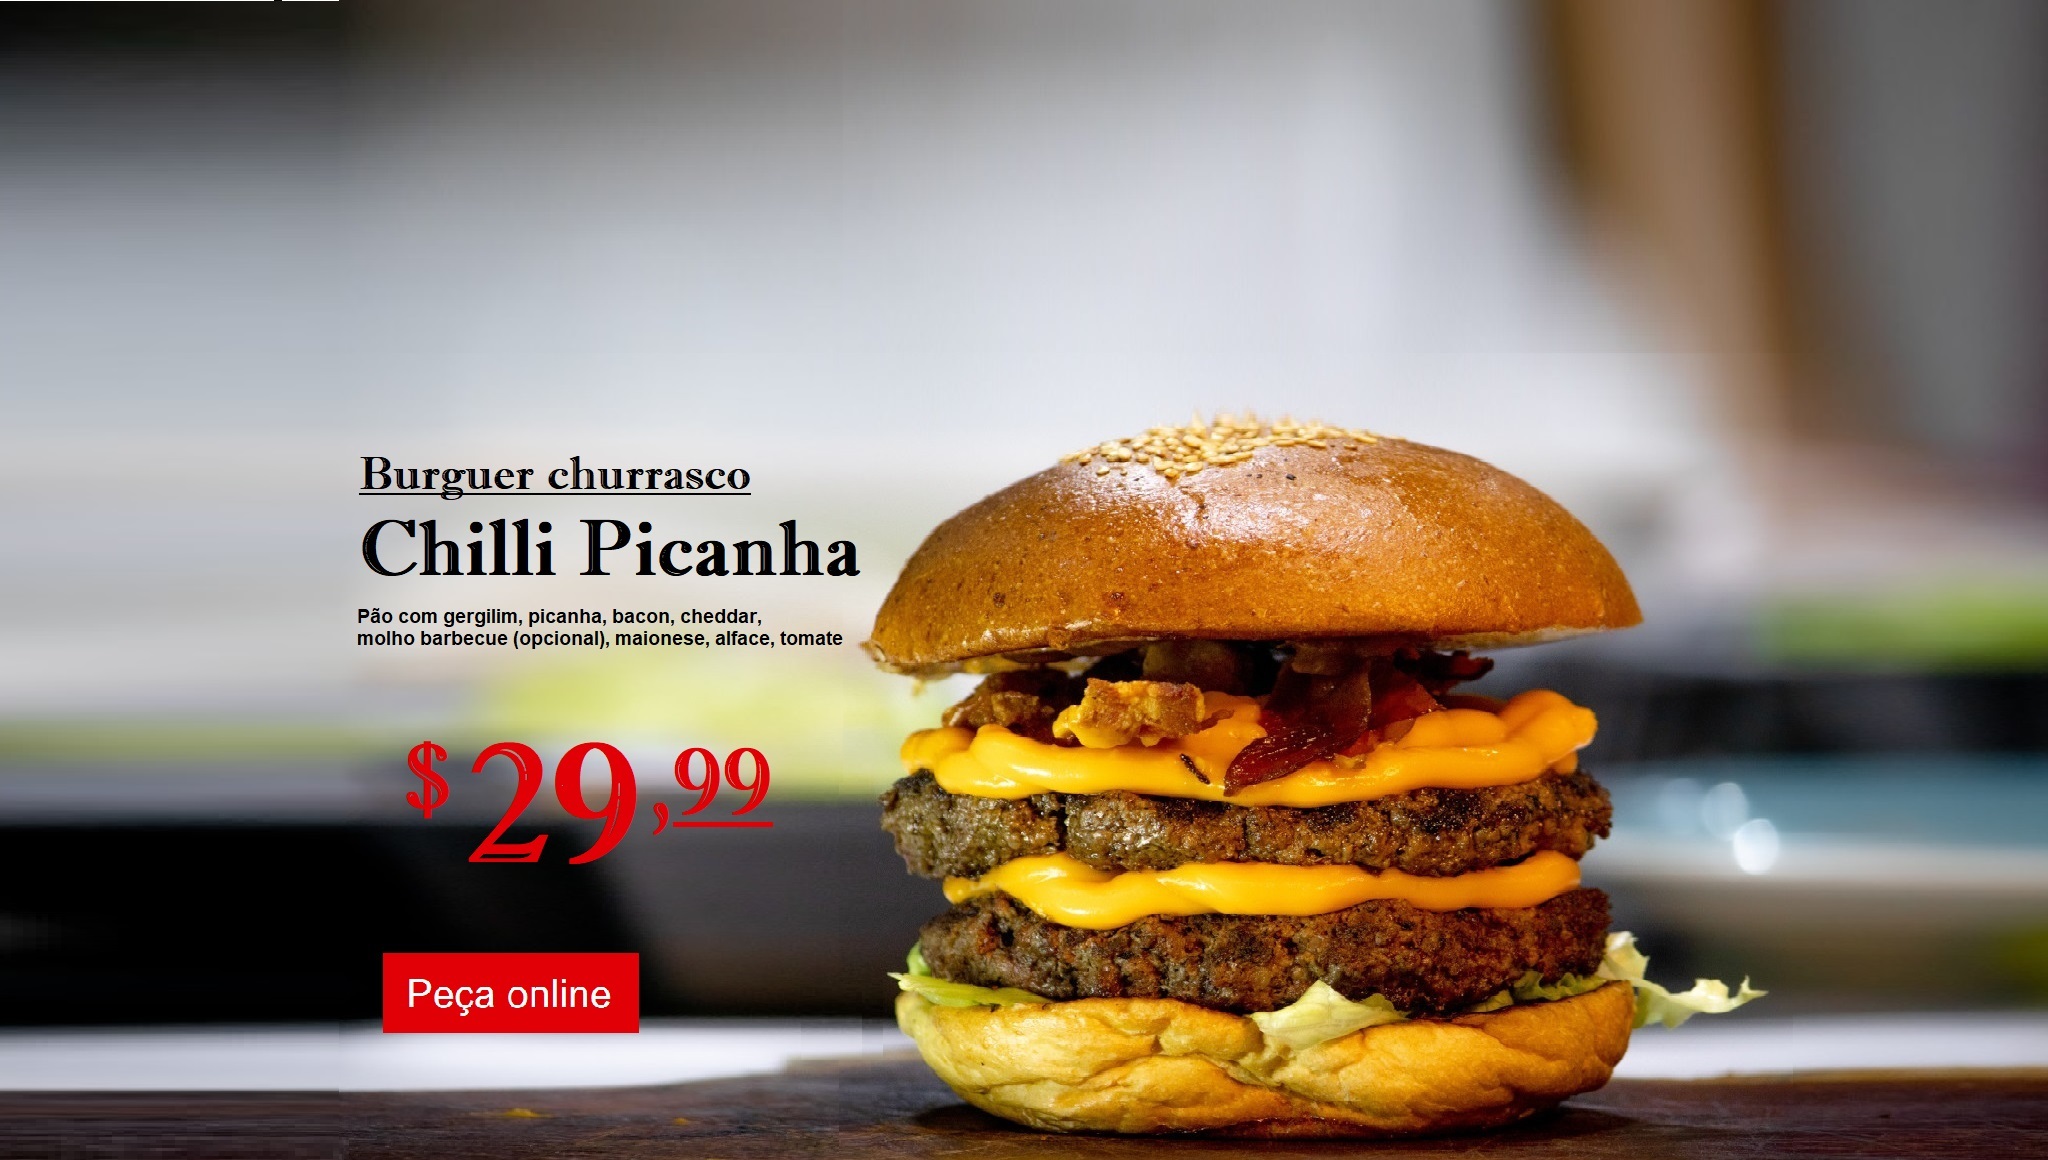 Burguer churrasco
Chilli Picanha
Pão com gergilim, picanha, bacon, cheddar,
molho barbecue (opcional), maionese, alface, tomate
$29,99
Peça online